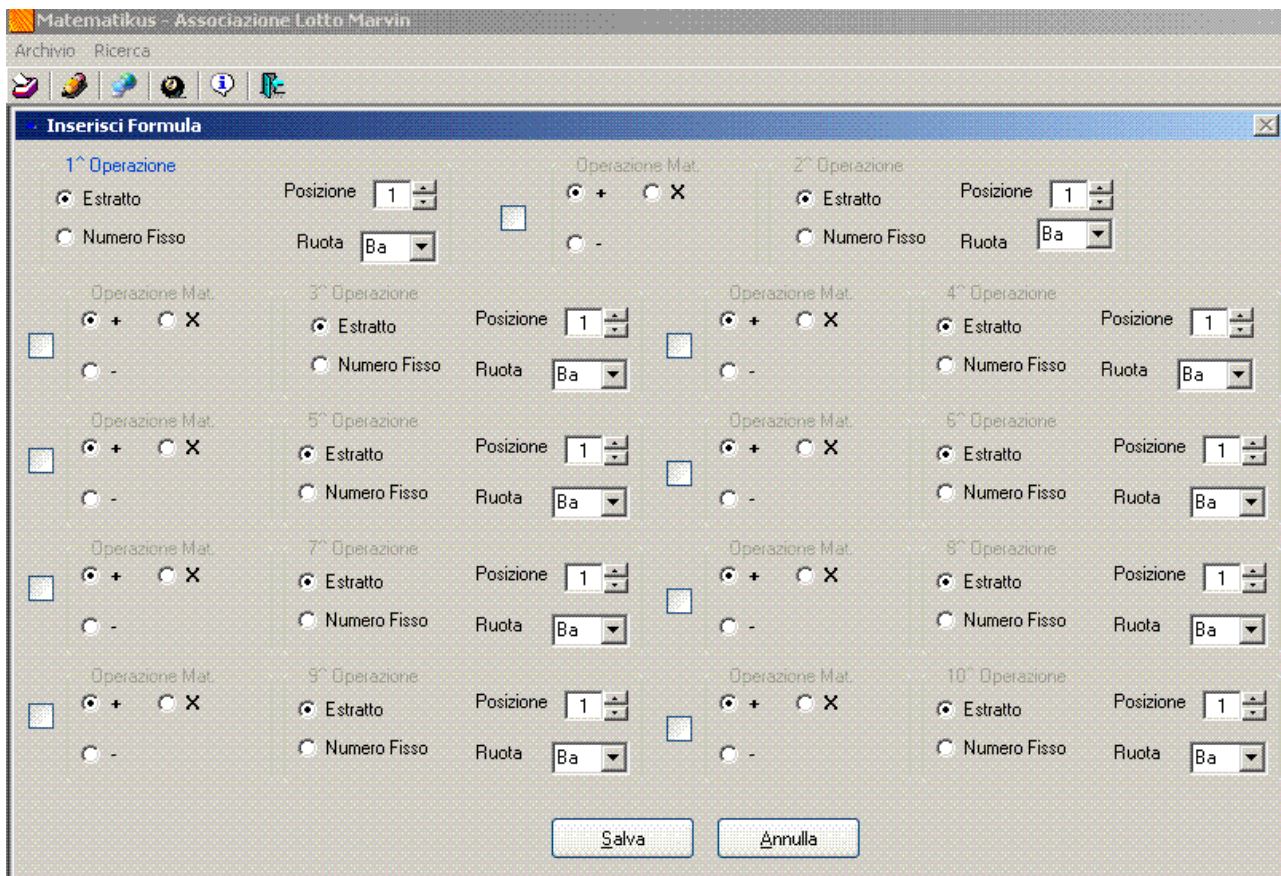 Matematikus - Associazione Lotto Marvin
Archivio Ricerca
Inserisci Formula
1^ Operazione Operazione Mat. 2^ Operazione
Estratto Posizione 1 + X Estratto Posizione 1
Numero Fisso Ruota Ba - Numero Fisso Ruota Ba
Operazione Mat. 3^ Operazione Operazione Mat. 4^ Operazione
+ X Estratto Posizione 1 + X Estratto Posizione 1
- Numero Fisso Ruota Ba - Numero Fisso Ruota Ba
Operazione Mat. 5^ Operazione Operazione Mat. 6^ Operazione
+ X Estratto Posizione 1 + X Estratto Posizione 1
- Numero Fisso Ruota Ba - Numero Fisso Ruota Ba
Operazione Mat. 7^ Operazione Operazione Mat. 8^ Operazione
+ X Estratto Posizione 1 + X Estratto Posizione 1
- Numero Fisso Ruota Ba - Numero Fisso Ruota Ba
Operazione Mat. 9^ Operazione Operazione Mat. 10^ Operazione
+ X Estratto Posizione 1 + X Estratto Posizione 1
- Numero Fisso Ruota Ba - Numero Fisso Ruota Ba
Salva Annulla